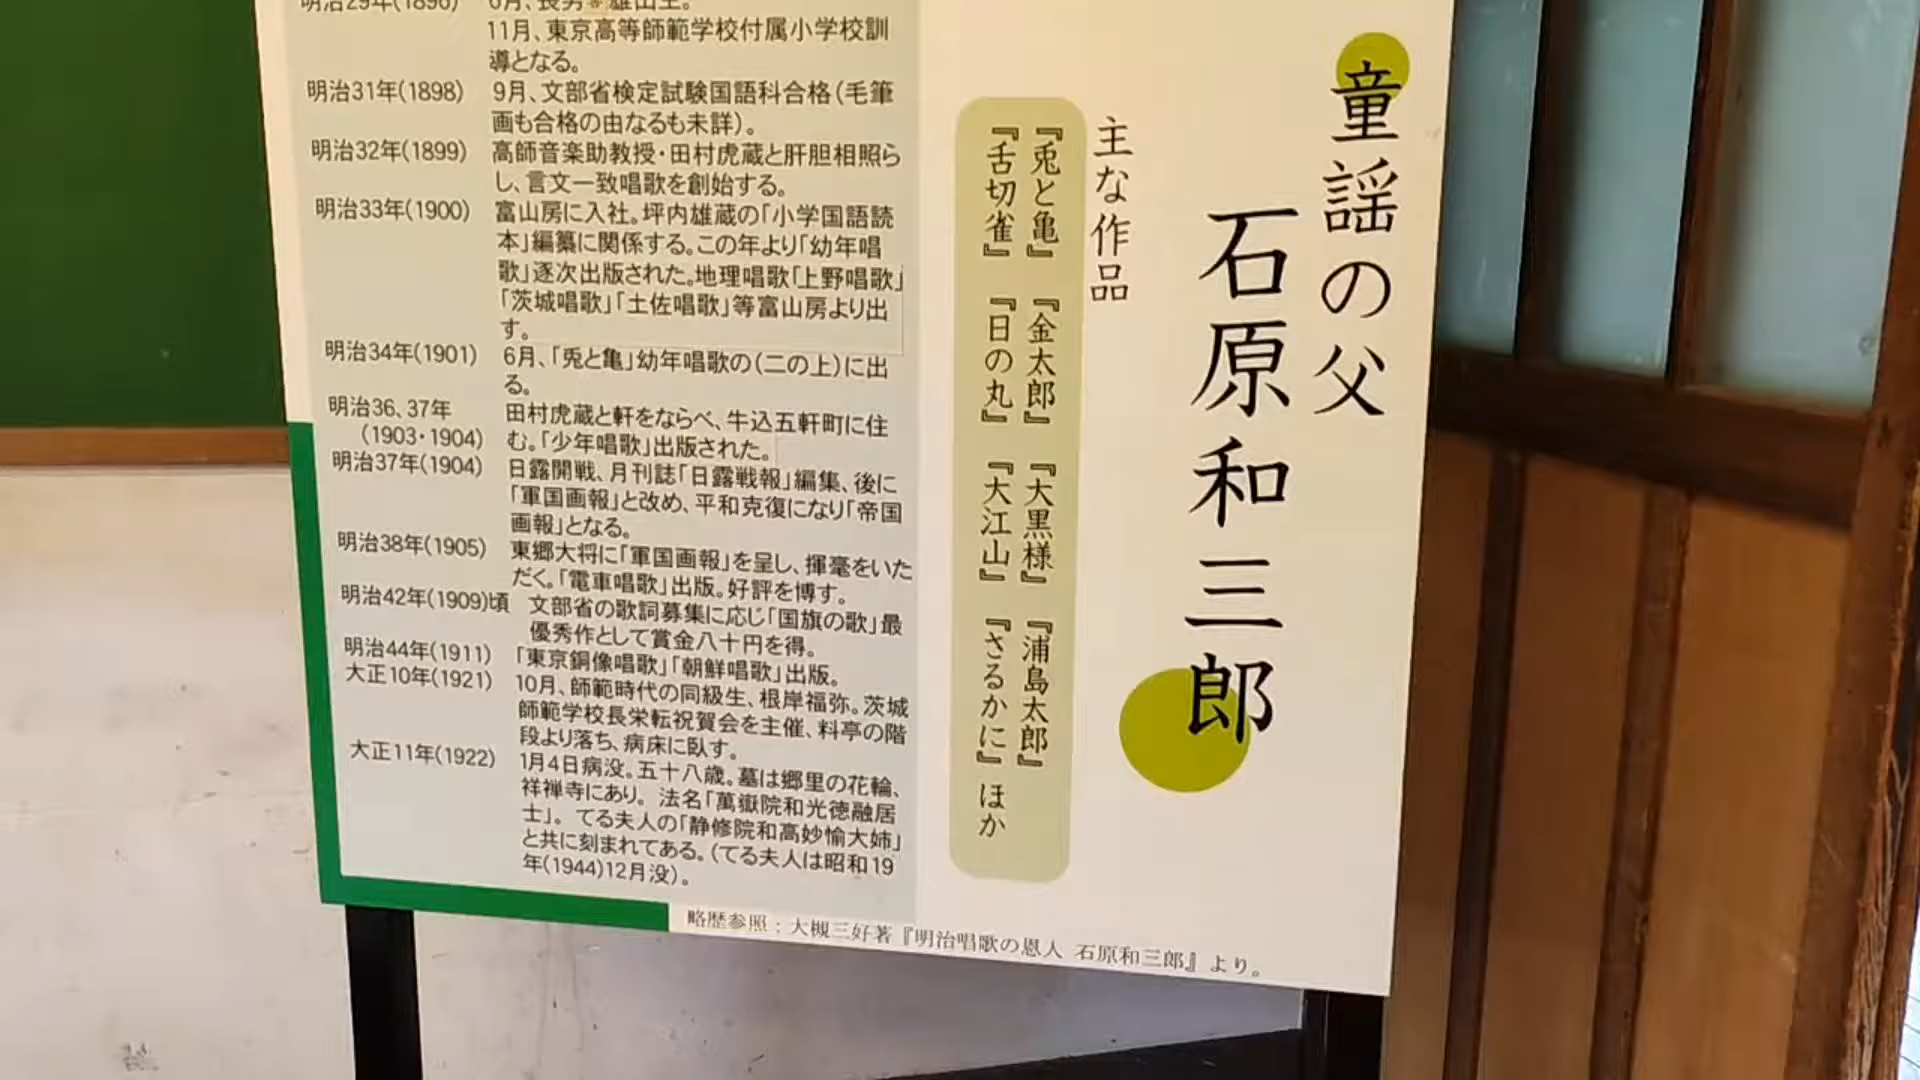 童謡の父
石原和三郎
主な作品
『兎と亀』 『金太郎』 『大黒様』 『浦島太郎』
『舌切雀』 『日の丸』 『大江山』 『さるかに』 ほか
明治29年(1896) 6月、長男 雄出生。
11月、東京高等師範学校付属小学校訓
導となる。
明治31年(1898) 9月、文部省検定試験国語科合格(毛筆
画も合格の由なるも未詳)。
明治32年(1899) 高師音楽助教授・田村虎蔵と肝胆相照ら
し、言文一致唱歌を創始する。
明治33年(1900) 富山房に入社。坪内雄蔵の「小学国語読
本」編纂に関係する。この年より「幼年唱
歌」逐次出版された。地理唱歌「上野唱歌」
「茨城唱歌」「土佐唱歌」等富山房より出
す。
明治34年(1901) 6月、「兎と亀」幼年唱歌の(二の上)に出
る。
明治36、37年 田村虎蔵と軒をならべ、牛込五軒町に住
(1903・1904) む。「少年唱歌」出版された。
明治37年(1904) 日露開戦、月刊誌「日露戦報」編集、後に
「軍国画報」と改め、平和克復になり「帝国
画報」となる。
明治38年(1905) 東郷大将に「軍国画報」を呈し、揮毫をいた
だく。「電車唱歌」出版。好評を博す。
明治42年(1909)頃 文部省の歌詞募集に応じ「国旗の歌」最
優秀作として賞金八十円を得。
明治44年(1911) 「東京銅像唱歌」「朝鮮唱歌」出版。
大正10年(1921) 10月、師範時代の同級生、根岸福弥。茨城
師範学校長栄転祝賀会を主催、料亭の階
段より落ち、病床に臥す。
大正11年(1922) 1月4日病没。五十八歳。墓は郷里の花輪、
祥禅寺にあり。 法名「萬嶽院和光徳融居
士」。 てる夫人の「静修院和高妙愉大姉」
と共に刻まれてある。(てる夫人は昭和19
年(1944)12月没)。
略歴参照：大槻三好著『明治唱歌の恩人 石原和三郎』より。